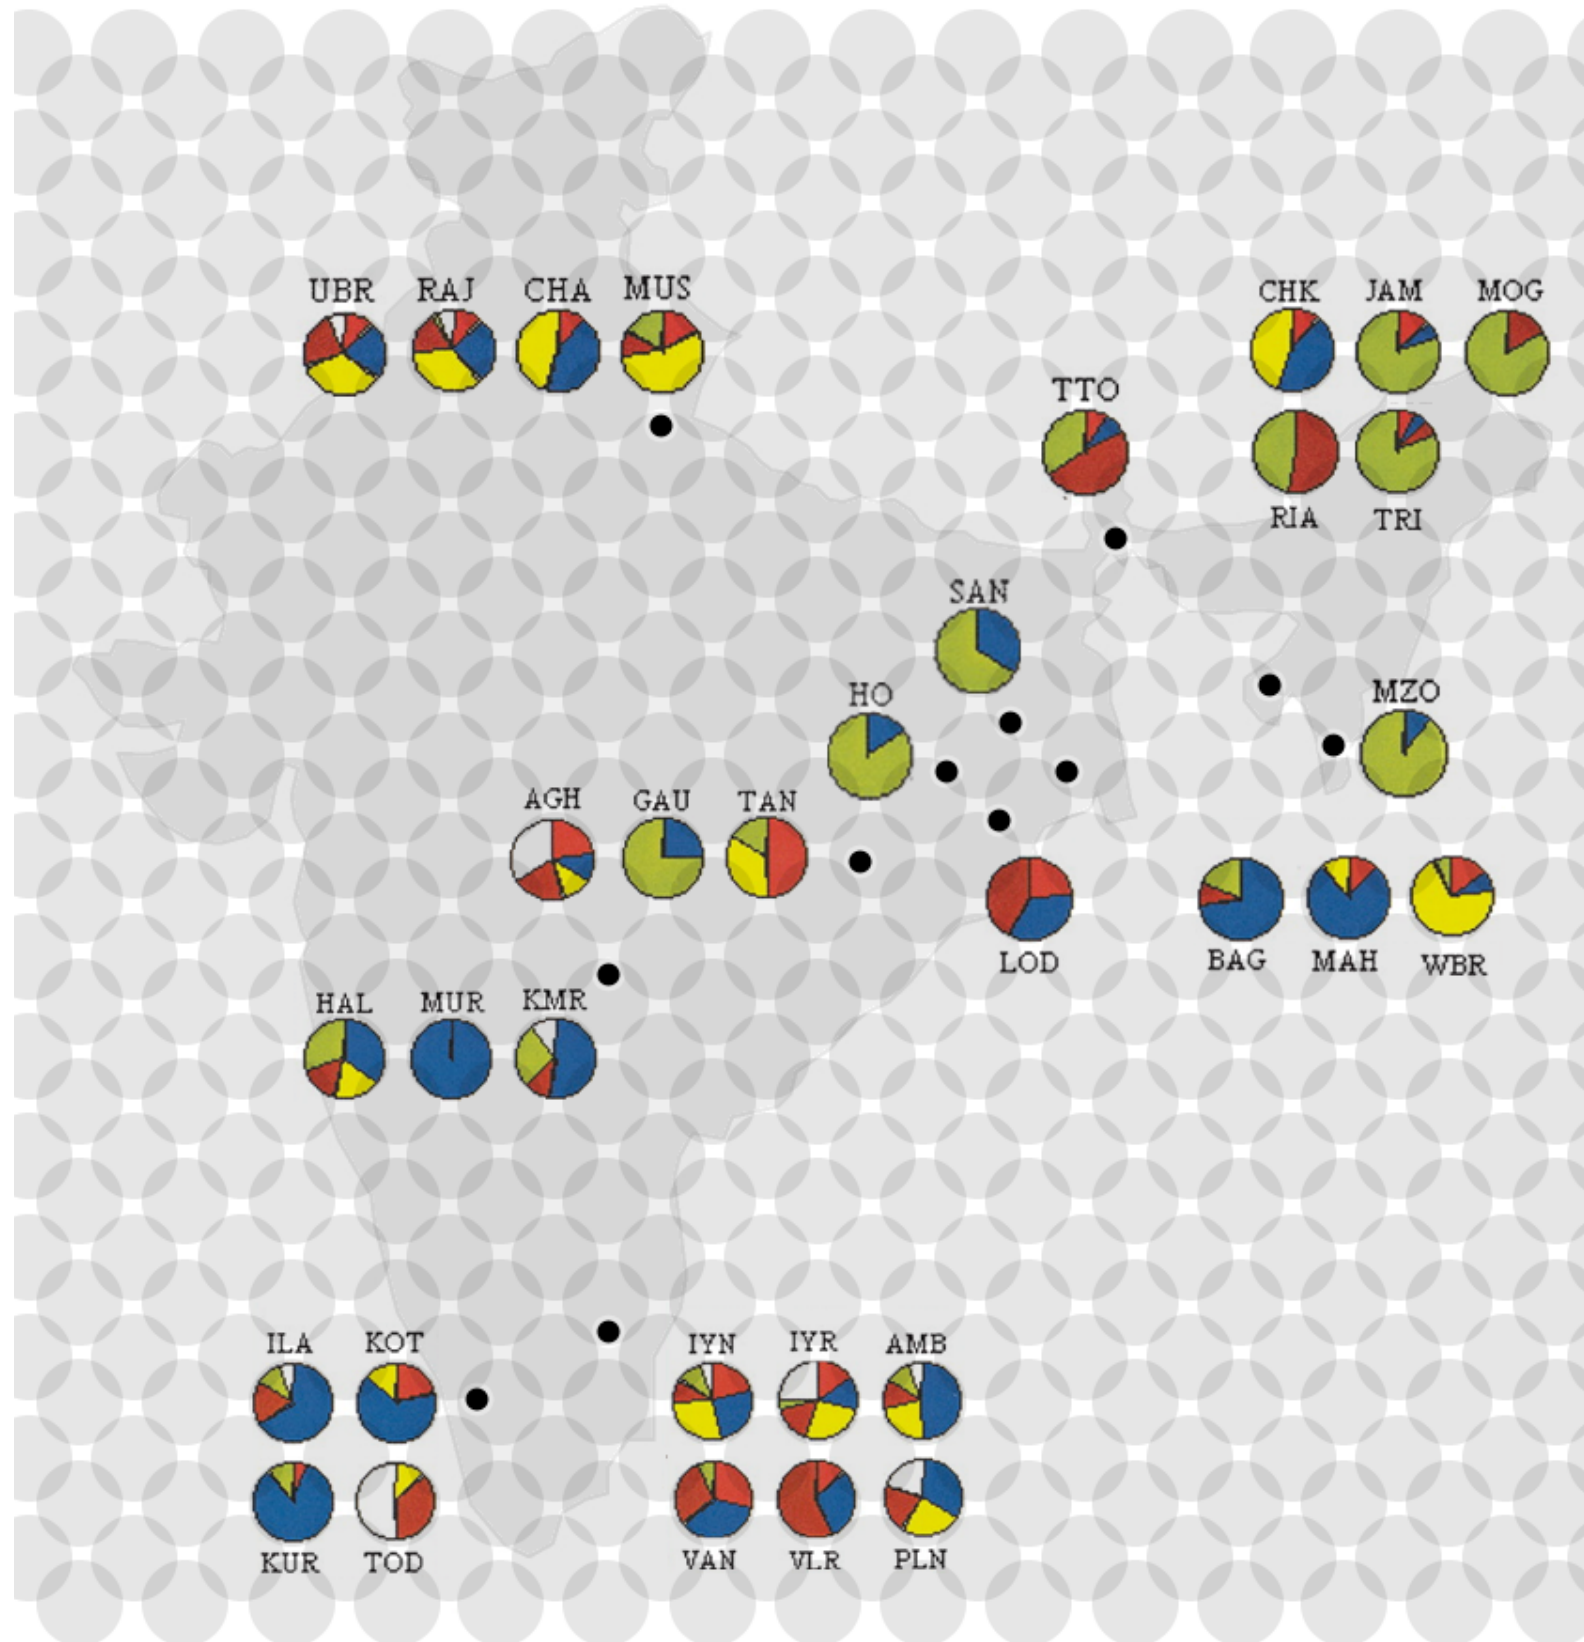 UBR RAJ CHA MUS
CHK JAM MOG
TTO
RIA TRI
SAN
HO
MZO
AGH GAU TAN
LOD
BAG MAH WBR
HAL MUR KMR
ILA KOT
IYN IYR AMB
KUR TOD
VAN VLR PLN